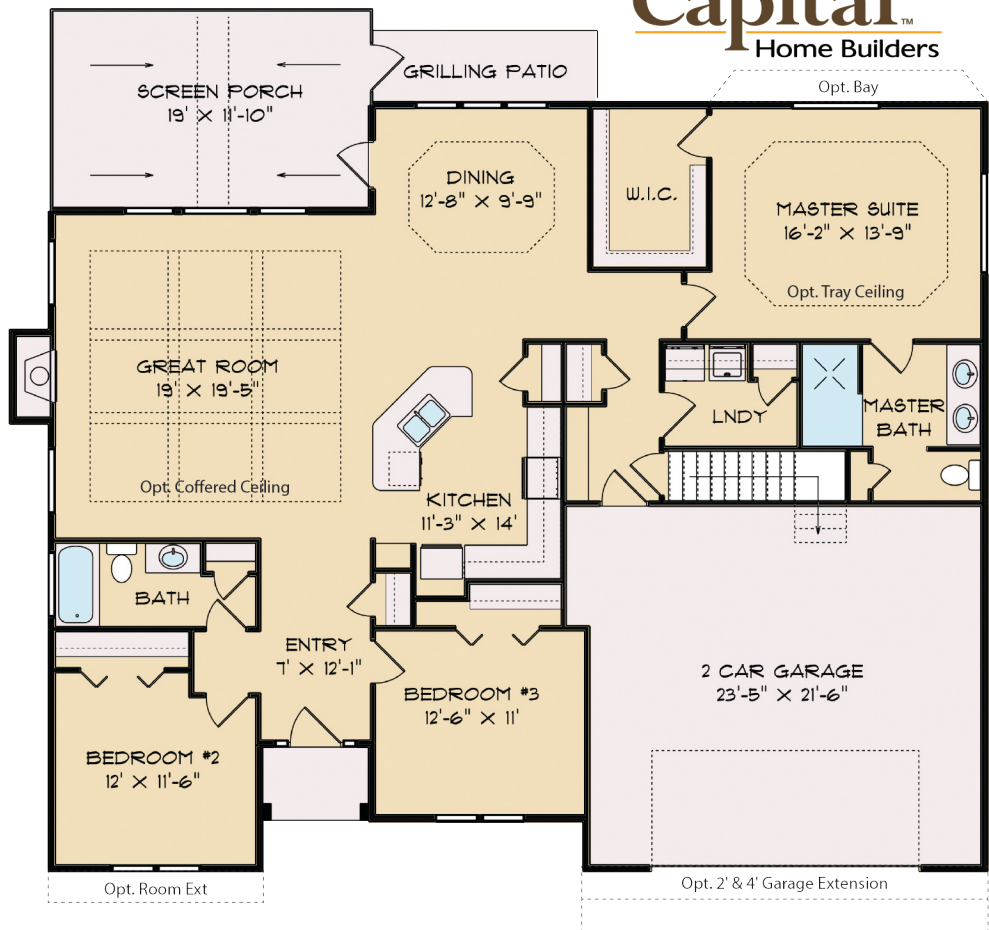 Capital™
Home Builders
GRILLING PATIO
SCREEN PORCH
19' X 11'-10"
Opt. Bay
DINING
12'-8" X 9'-9"
W.I.C.
MASTER SUITE
16'-2" X 13'-9"
Opt. Tray Ceiling
GREAT ROOM
19' X 19'-5"
Opt. Coffered Ceiling
LNDY
MASTER
BATH
KITCHEN
11'-3" X 14'
BATH
ENTRY
7' X 12'-1"
2 CAR GARAGE
23'-5" X 21'-6"
BEDROOM #3
12'-6" X 11'
BEDROOM #2
12' X 11'-6"
Opt. Room Ext
Opt. 2' & 4' Garage Extension